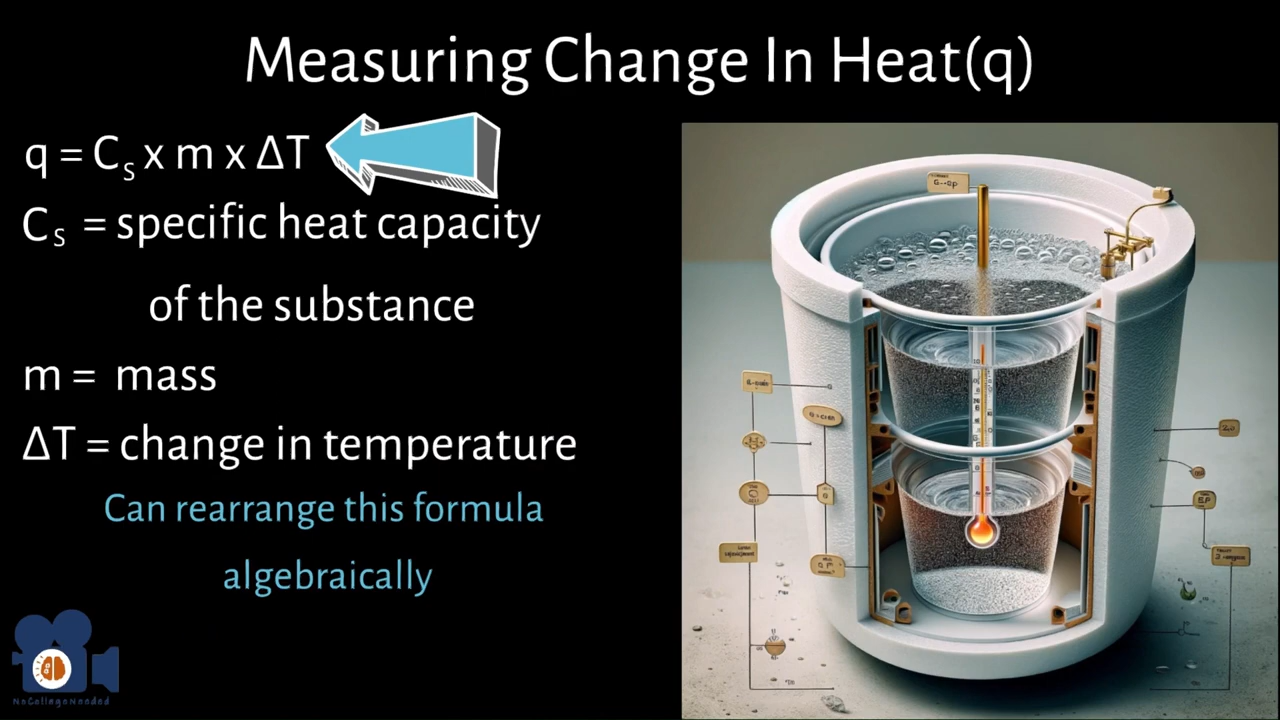 Measuring Change In Heat(q)
q = Cₛ x m x ΔT
Cₛ = specific heat capacity
of the substance
m = mass
ΔT = change in temperature
Can rearrange this formula
algebraically
NoCollegeNeeded